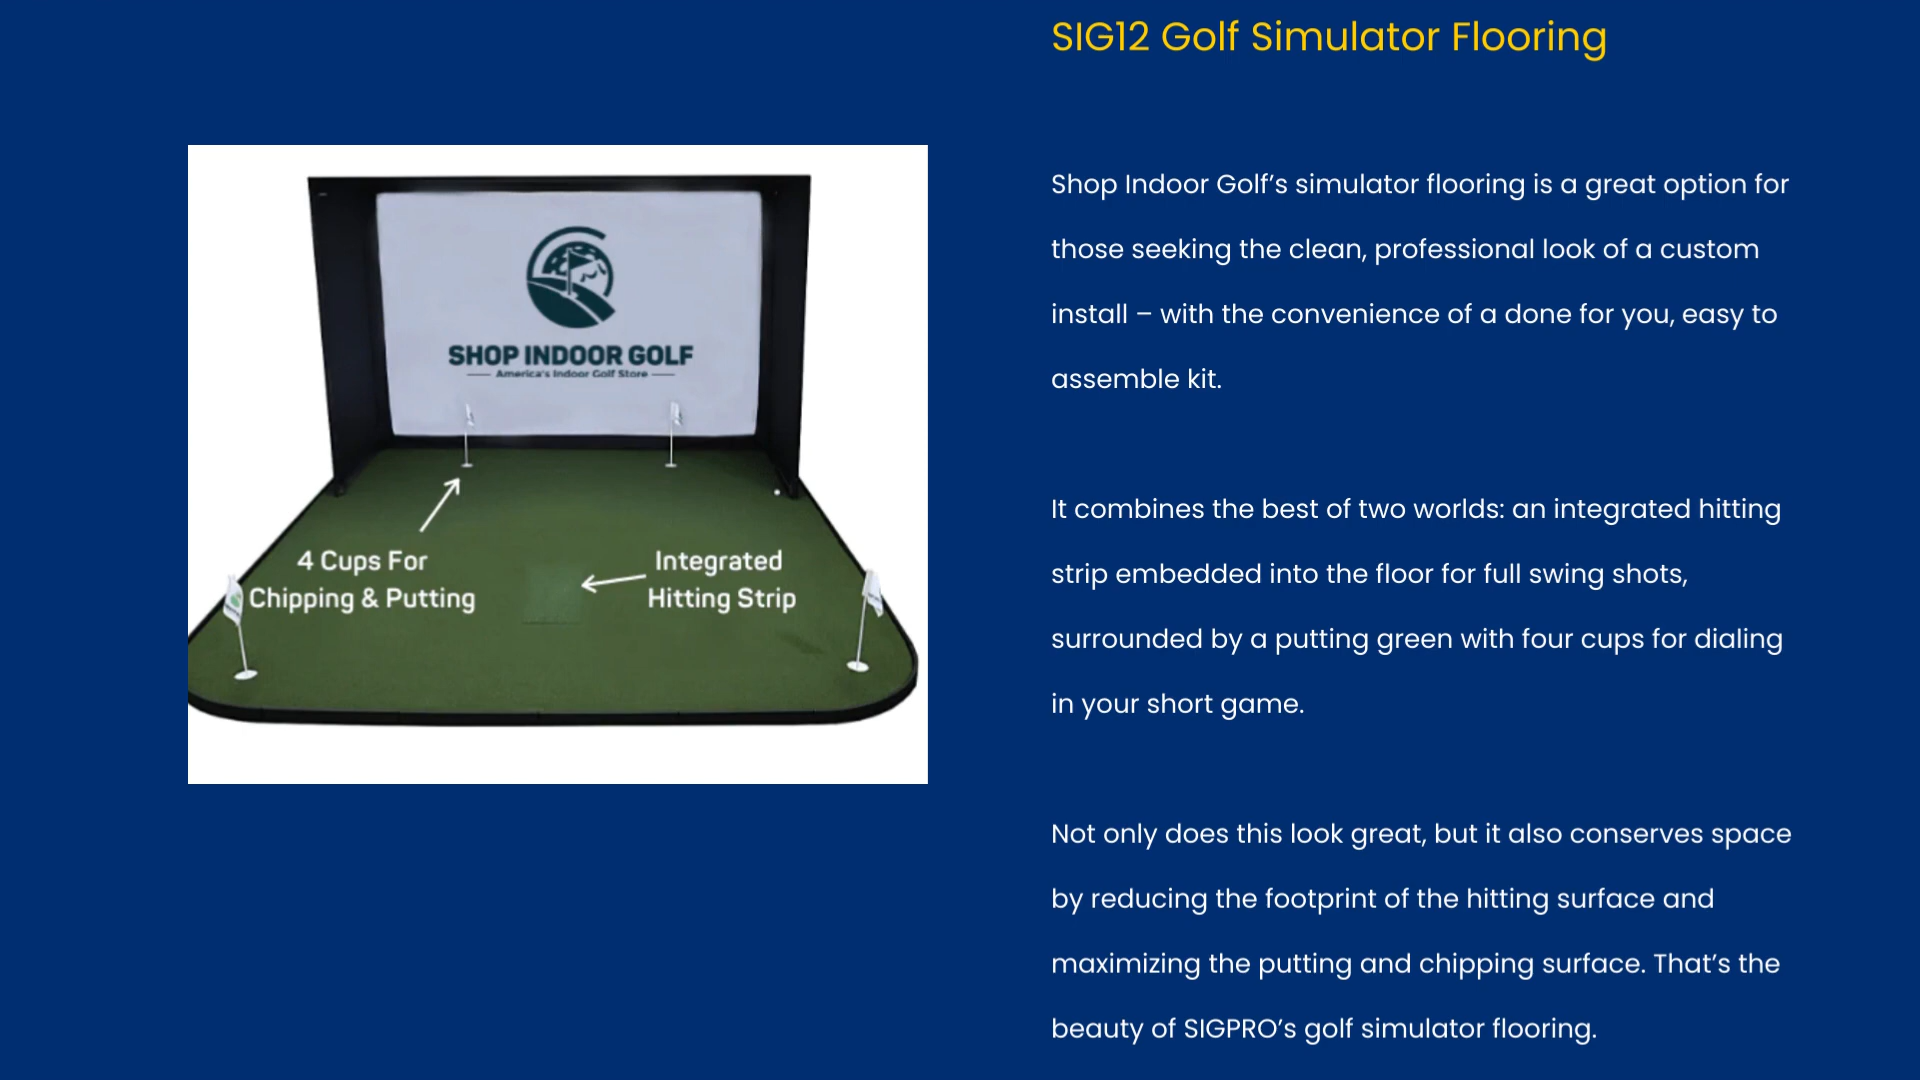 SIG12 Golf Simulator Flooring
SHOP INDOOR GOLF
America's Indoor Golf Store
4 Cups For
Chipping & Putting
Integrated
Hitting Strip
Shop Indoor Golf’s simulator flooring is a great option for
those seeking the clean, professional look of a custom
install – with the convenience of a done for you, easy to
assemble kit.
It combines the best of two worlds: an integrated hitting
strip embedded into the floor for full swing shots,
surrounded by a putting green with four cups for dialing
in your short game.
Not only does this look great, but it also conserves space
by reducing the footprint of the hitting surface and
maximizing the putting and chipping surface. That’s the
beauty of SIGPRO’s golf simulator flooring.